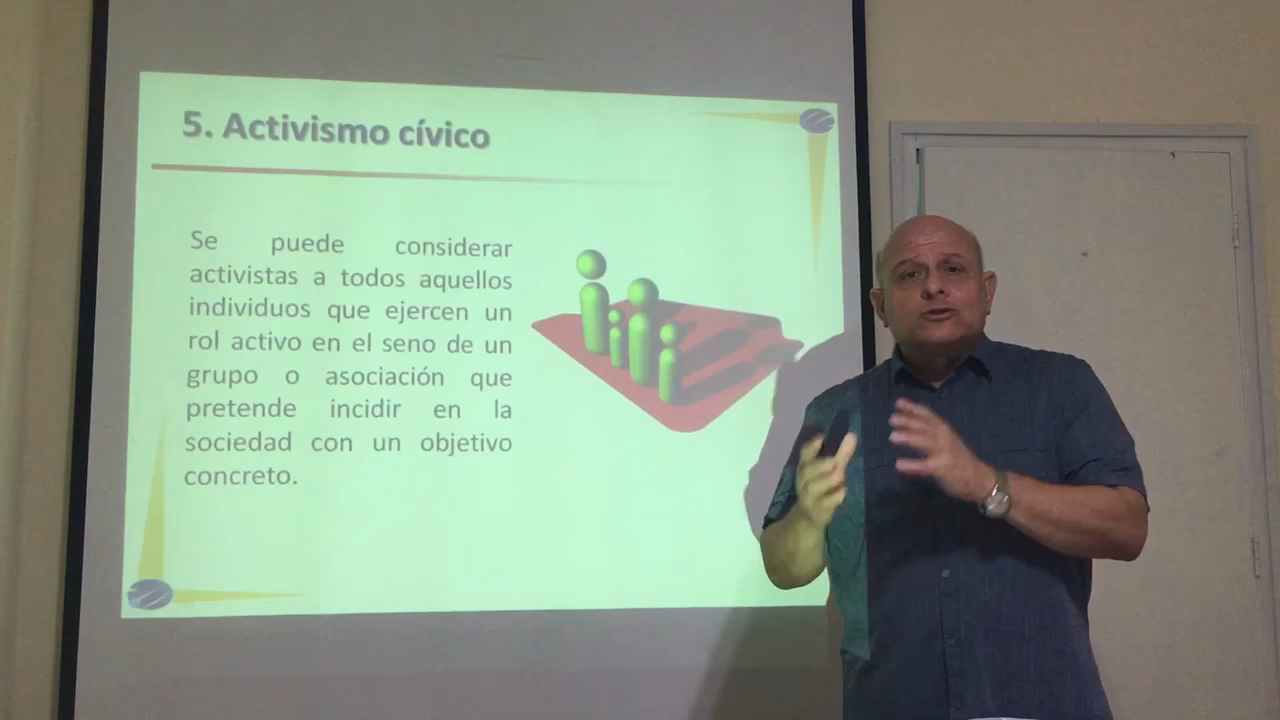 5. Activismo cívico
Se puede considerar
activistas a todos aquellos
individuos que ejercen un
rol activo en el seno de un
grupo o asociación que
pretende incidir en la
sociedad con un objetivo
concreto.